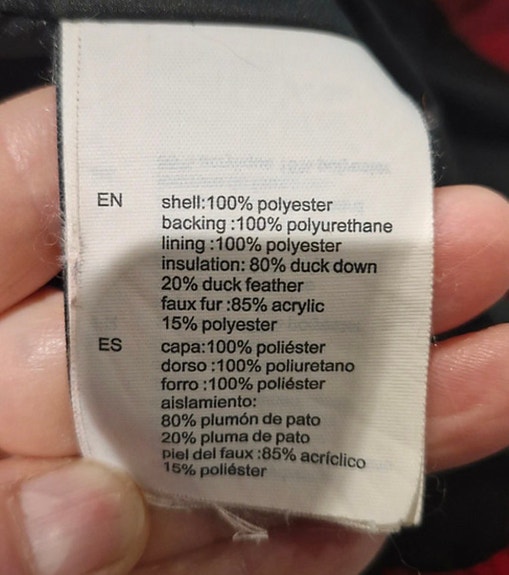 EN shell:100% polyester
backing :100% polyurethane
lining :100% polyester
insulation: 80% duck down
20% duck feather
faux fur :85% acrylic
15% polyester
ES capa:100% poliéster
dorso :100% poliuretano
forro :100% poliéster
aislamiento:
80% plumón de pato
20% pluma de pato
piel del faux :85% acríclico
15% poliéster